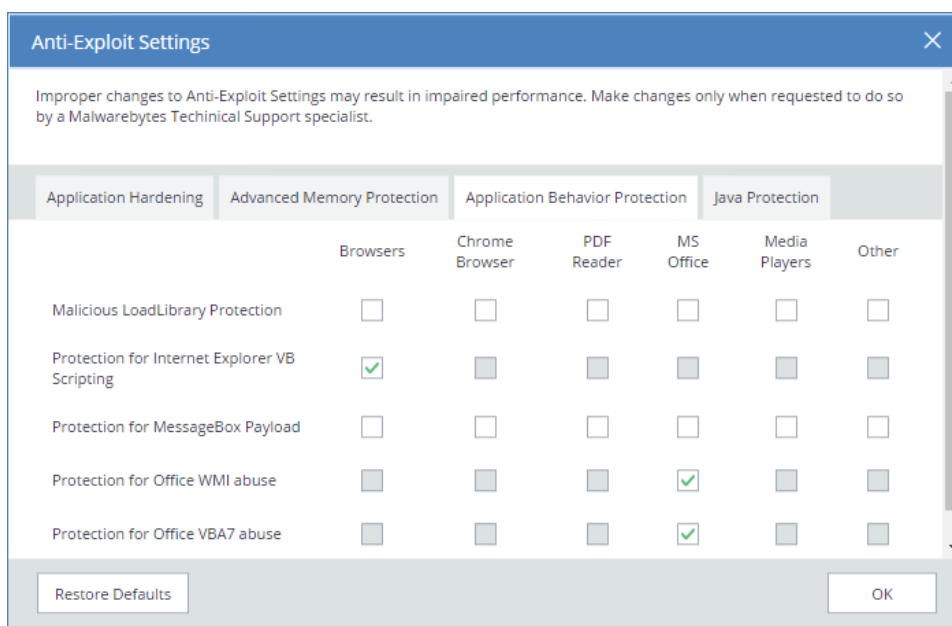 Anti-Exploit Settings
Improper changes to Anti-Exploit Settings may result in impaired performance. Make changes only when requested to do so
by a Malwarebytes Techinical Support specialist.
Application Hardening Advanced Memory Protection Application Behavior Protection Java Protection
Browsers Chrome Browser PDF Reader MS Office Media Players Other
Malicious LoadLibrary Protection
Protection for Internet Explorer VB
Scripting
Protection for MessageBox Payload
Protection for Office WMI abuse
Protection for Office VBA7 abuse
Restore Defaults OK